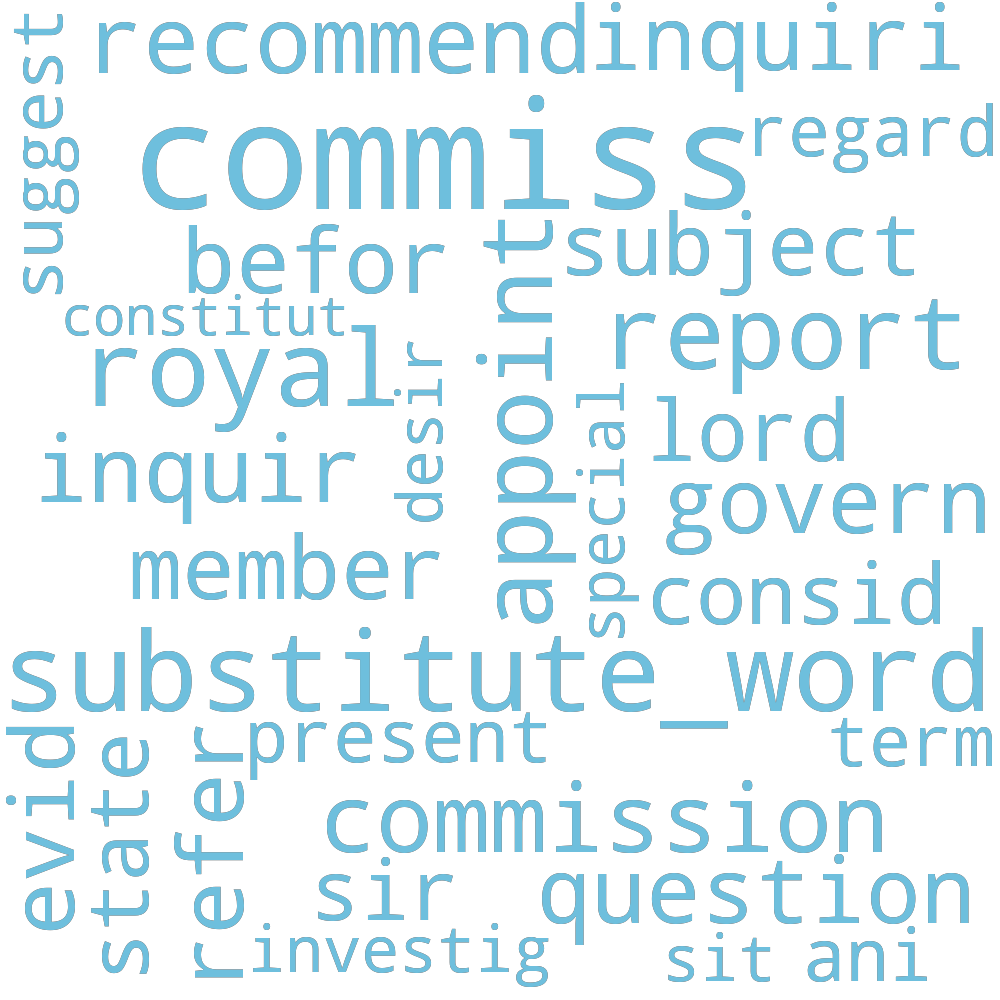 recommend
inquiri
suggest
commiss
regard
befor
subject
constitut
appoint
report
royal
desir
special
lord
inquir
govern
member
consid
substitute_word
evid
state
refer
present
term
commission
sir
question
investig
sit
ani